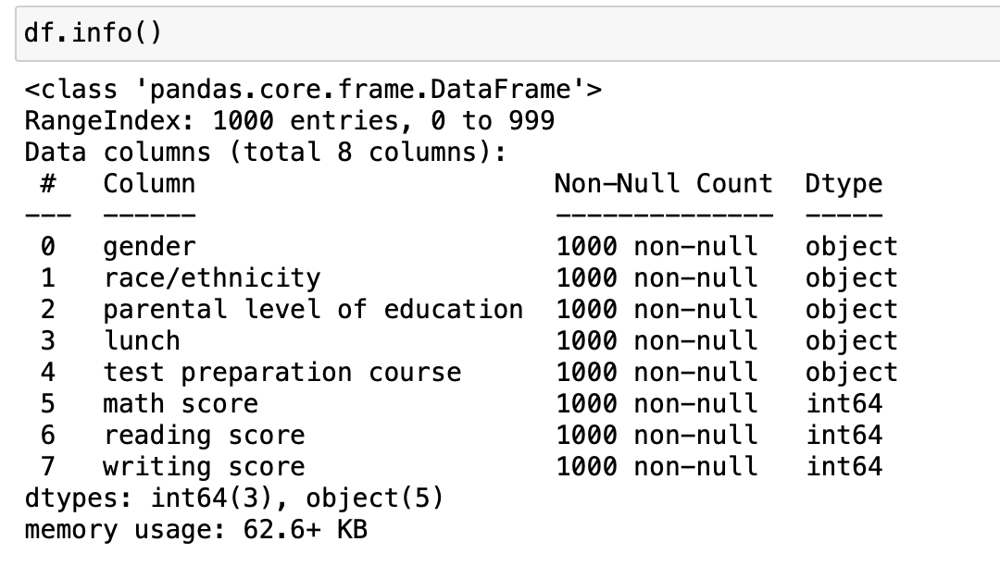 df.info()
<class 'pandas.core.frame.DataFrame'>
RangeIndex: 1000 entries, 0 to 999
Data columns (total 8 columns):
 #   Column                       Non-Null Count  Dtype
---  ------                       --------------  -----
 0   gender                       1000 non-null   object
 1   race/ethnicity               1000 non-null   object
 2   parental level of education  1000 non-null   object
 3   lunch                        1000 non-null   object
 4   test preparation course      1000 non-null   object
 5   math score                   1000 non-null   int64
 6   reading score                1000 non-null   int64
 7   writing score                1000 non-null   int64
dtypes: int64(3), object(5)
memory usage: 62.6+ KB